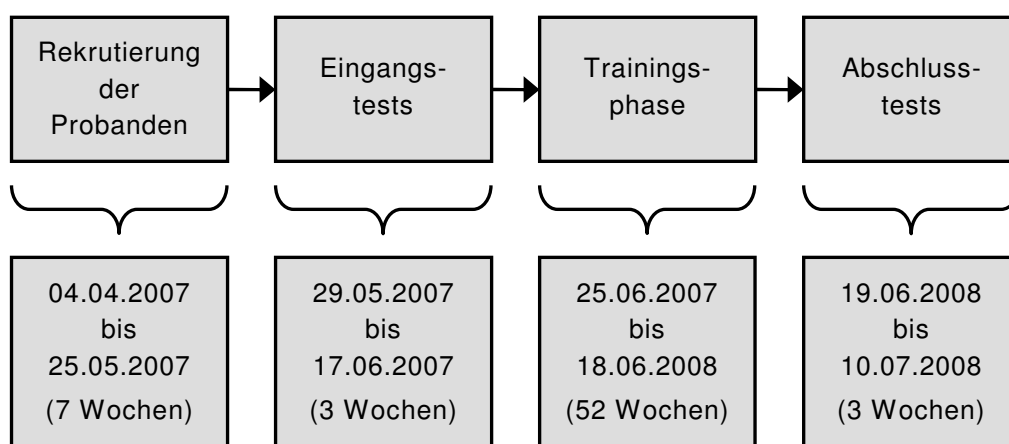 Rekrutierung
der
Probanden
Eingangs-
tests
Trainings-
phase
Abschluss-
tests
04.04.2007
bis
25.05.2007
(7 Wochen)
29.05.2007
bis
17.06.2007
(3 Wochen)
25.06.2007
bis
18.06.2008
(52 Wochen)
19.06.2008
bis
10.07.2008
(3 Wochen)